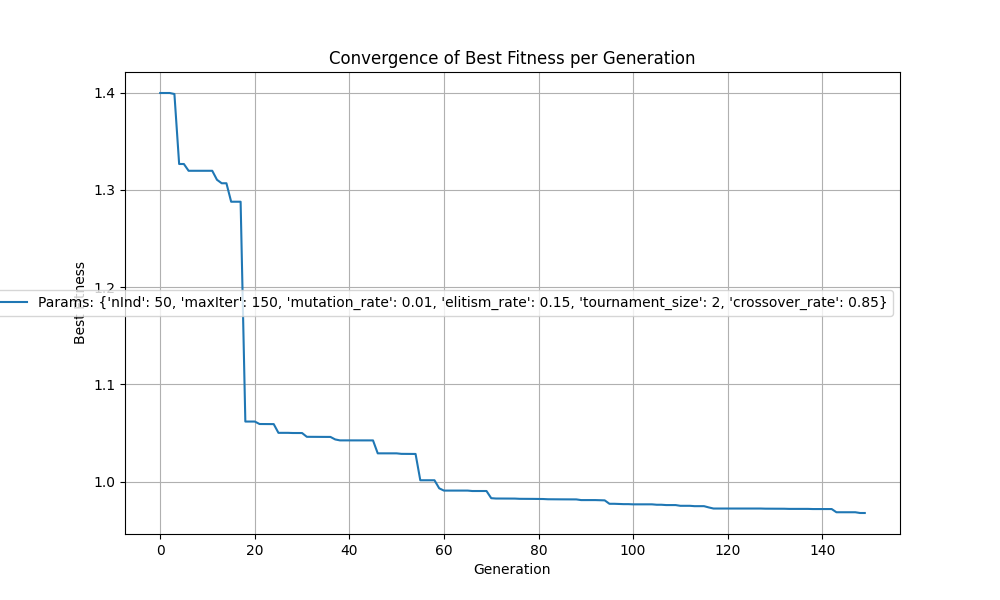 Convergence of Best Fitness per Generation
1.4
1.3
1.2
1.1
1.0
Best
Params: {'nInd': 50, 'maxIter': 150, 'mutation_rate': 0.01, 'elitism_rate': 0.15, 'tournament_size': 2, 'crossover_rate': 0.85}
0 20 40 60 80 100 120 140
Generation